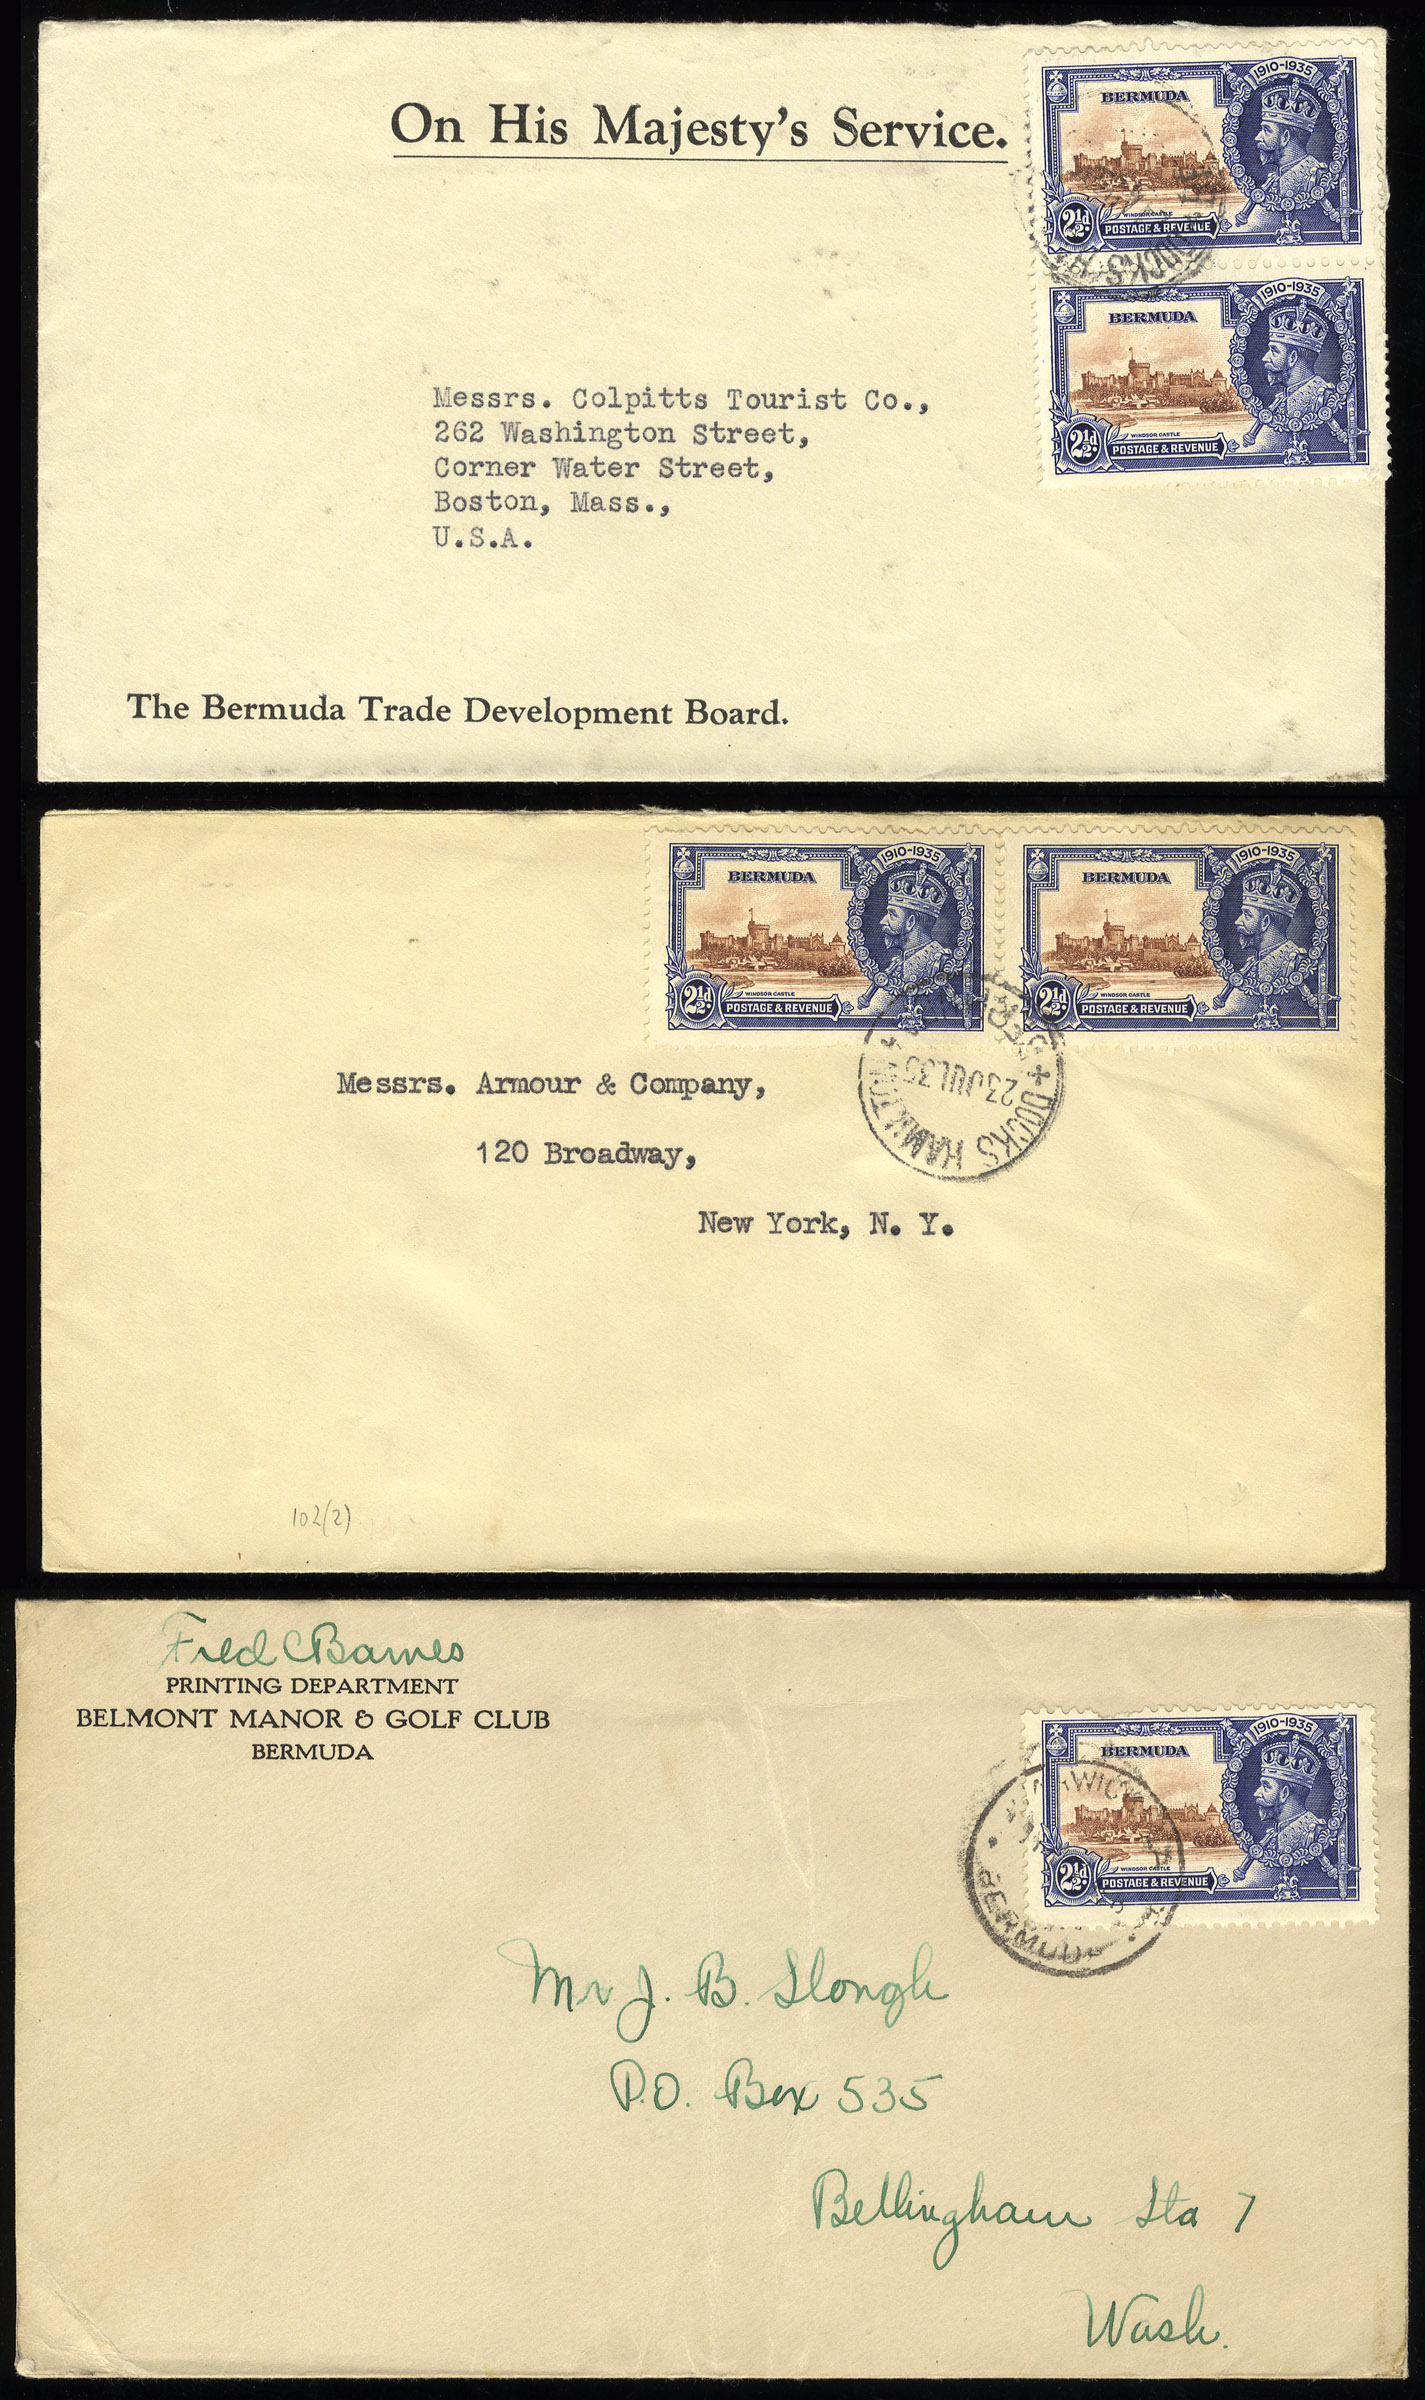 On His Majesty's Service.
1910-1935
BERMUDA
WINDSOR CASTLE
2½d.
POSTAGE & REVENUE
DOCKS
1910-1935
BERMUDA
WINDSOR CASTLE
2½d.
POSTAGE & REVENUE
Messrs. Colpitts Tourist Co.,
262 Washington Street,
Corner Water Street,
Boston, Mass.,
U.S.A.
The Bermuda Trade Development Board.
1910-1935
BERMUDA
WINDSOR CASTLE
2½d.
POSTAGE & REVENUE
1910-1935
BERMUDA
WINDSOR CASTLE
2½d.
POSTAGE & REVENUE
DOCKS HAMILTON
23 JUL 35
Messrs. Armour & Company,
120 Broadway,
New York, N. Y.
102(2)
Fred C Barnes
PRINTING DEPARTMENT
BELMONT MANOR & GOLF CLUB
BERMUDA
1910-1935
BERMUDA
WINDSOR CASTLE
2½d.
POSTAGE & REVENUE
BERMUDA
Mr J. B. Slough
P.O. Box 535
Bellingham Sta 7
Wash.